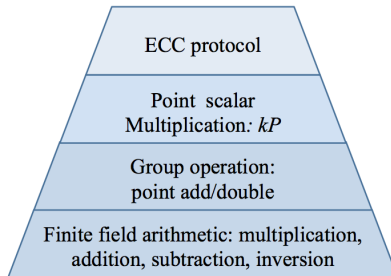 ECC protocol
Point scalar
Multiplication: kP
Group operation:
point add/double
Finite field arithmetic: multiplication,
addition, subtraction, inversion